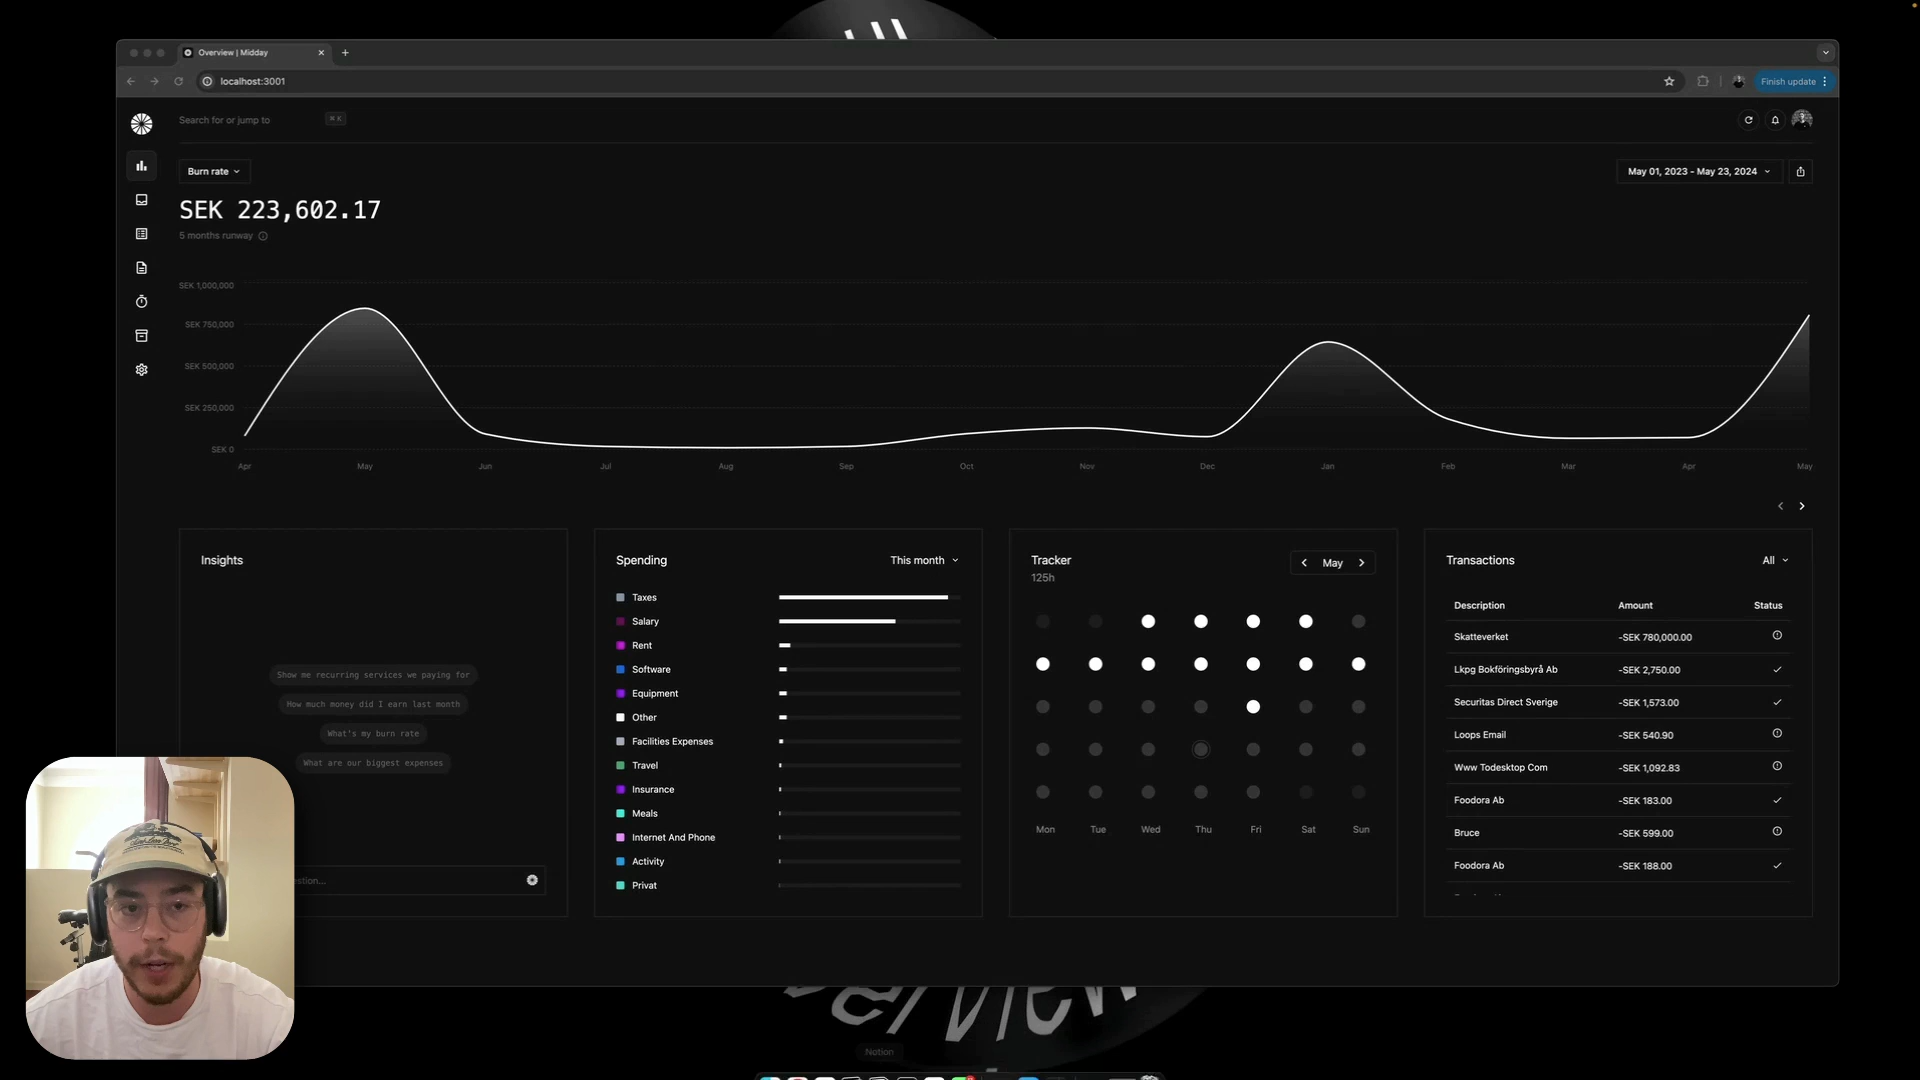 Overview | Midday
localhost:3001
Finish update
Search for or jump to
⌘ K
Burn rate
May 01, 2023 - May 23, 2024
SEK 223,602.17
5 months runway
SEK 1,000,000
SEK 750,000
SEK 500,000
SEK 250,000
SEK 0
Apr May Jun Jul Aug Sep Oct Nov Dec Jan Feb Mar Apr May
Insights
Show me recurring services we paying for
How much money did I earn last month
What's my burn rate
What are our biggest expenses
Spending
This month
Taxes
Salary
Rent
Software
Equipment
Other
Facilities Expenses
Travel
Insurance
Meals
Internet And Phone
Activity
Privat
Tracker
125h
May
Mon Tue Wed Thu Fri Sat Sun
Transactions
All
Description Amount Status
Skatteverket -SEK 780,000.00
Lkpg Bokföringsbyrå Ab -SEK 2,750.00
Securitas Direct Sverige -SEK 1,573.00
Loops Email -SEK 540.90
Www Todesktop Com -SEK 1,092.83
Foodora Ab -SEK 183.00
Bruce -SEK 599.00
Foodora Ab -SEK 188.00
Notion